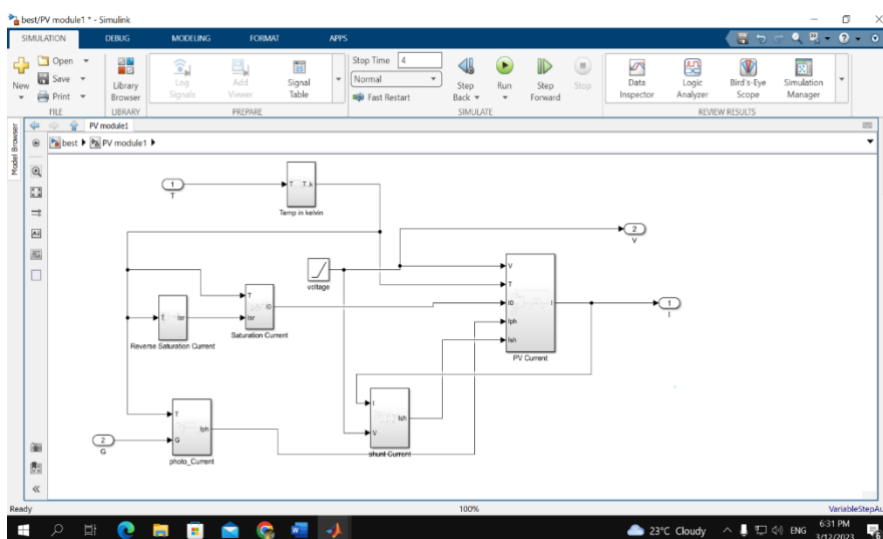 best/PV module1 * - Simulink
SIMULATION DEBUG MODELING FORMAT APPS
New
Open
Save
Print
FILE
Library Browser
LIBRARY
Log Signals
Add Viewer
Signal Table
PREPARE
Stop Time 4
Normal
Fast Restart
Step Back
Run
Step Forward
Stop
SIMULATE
Data Inspector
Logic Analyzer
Bird's-Eye Scope
Simulation Manager
REVIEW RESULTS
Model Browser
PV module1
best PV module1
1
T
T T_k
Temp in kelvin
2
V
voltage
V
T
I0
Iph
Ish
I
PV Current
1
I
T
Isr
I0
Saturation Current
Isr
Reverse Saturation Current
T
G
Iph
photo_Current
2
G
I
V
Ish
shunt Current
Ready
100%
VariableStepAu
23°C Cloudy
ENG
6:31 PM
3/12/2023
6